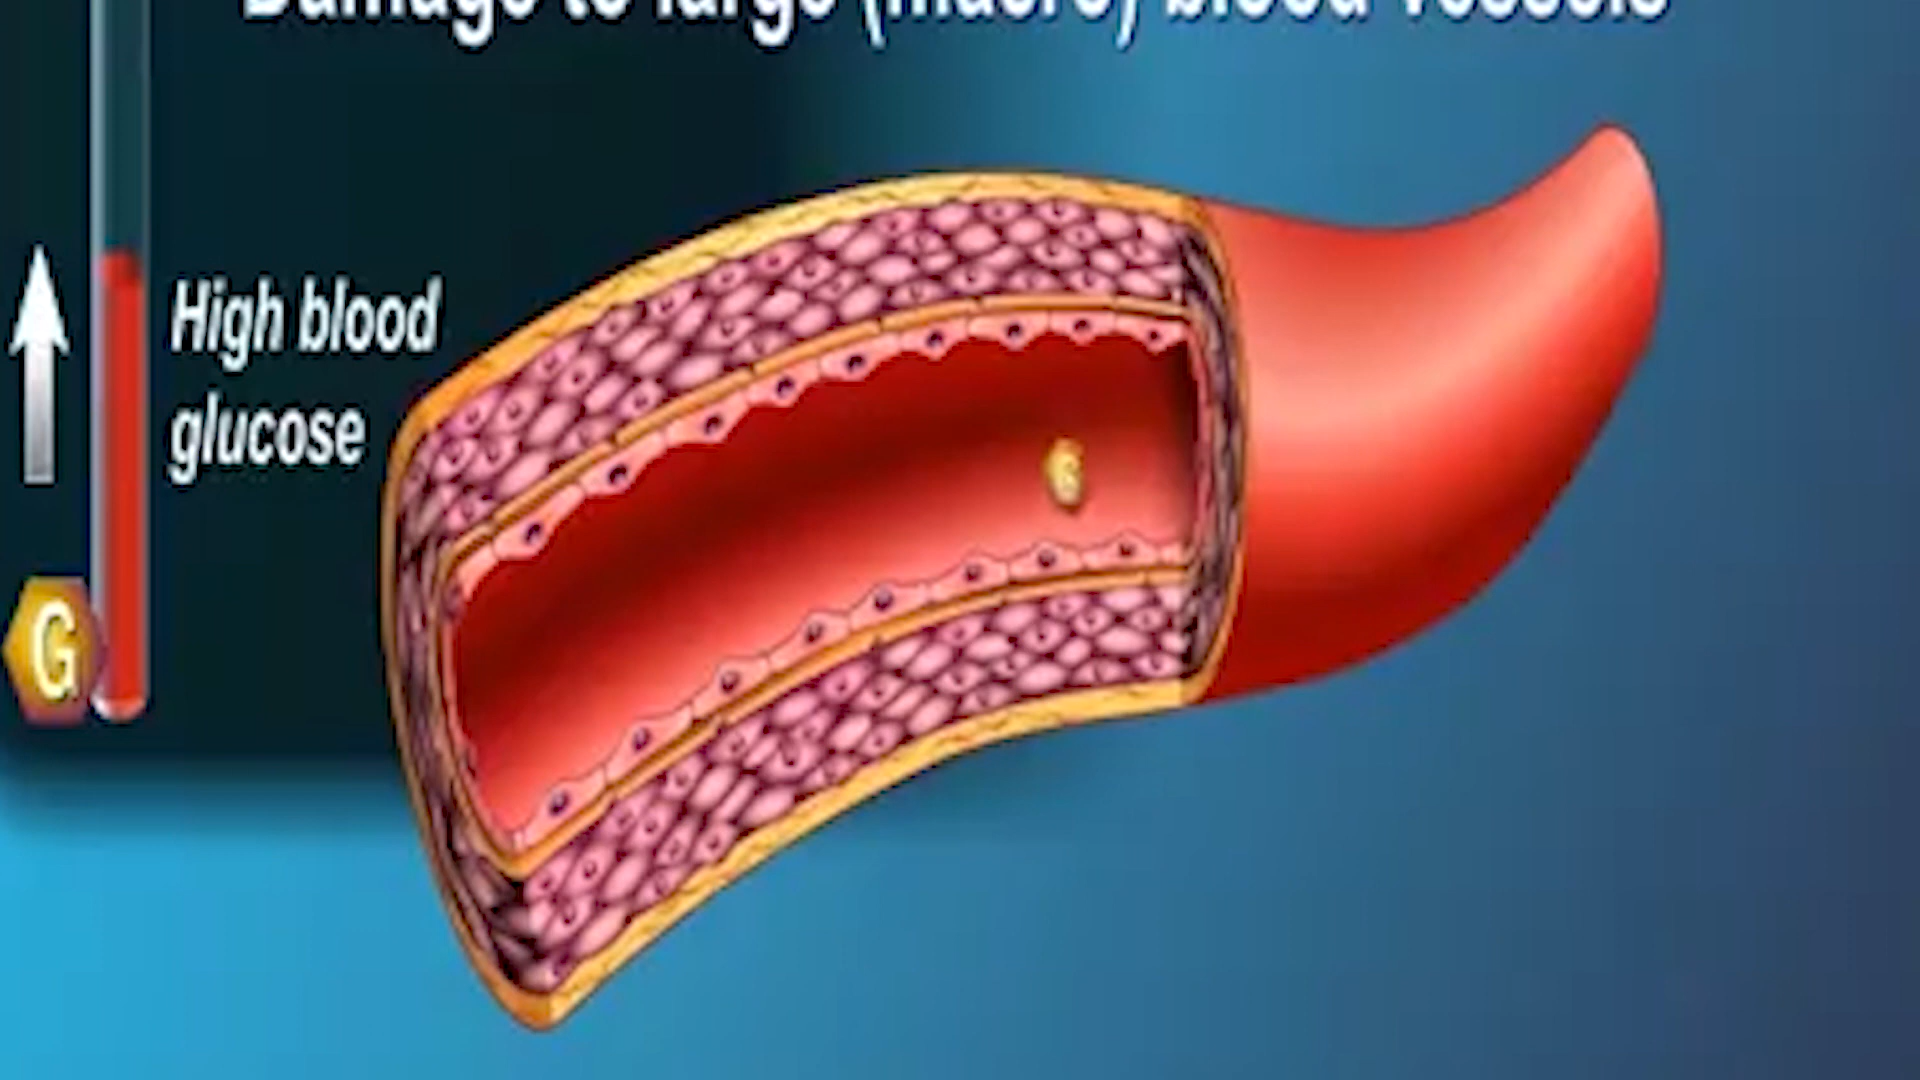 Damage to large (macro) blood vessels
High blood
glucose
G
G